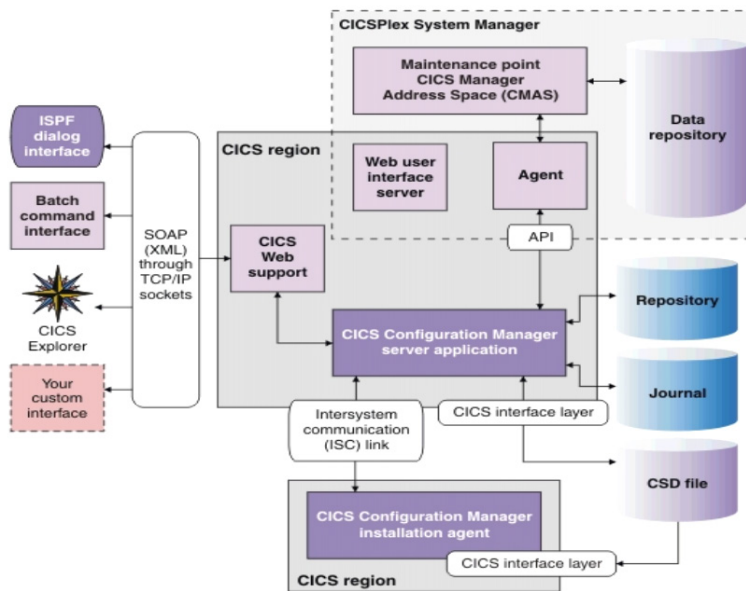 CICSPlex System Manager
Maintenance point
CICS Manager
Address Space (CMAS)
Data
repository
ISPF
dialog
interface
Batch
command
interface
CICS
Explorer
Your
custom
interface
SOAP
(XML)
through
TCP/IP
sockets
CICS region
Web user
interface
server
Agent
API
CICS
Web
support
CICS Configuration Manager
server application
Repository
Journal
Intersystem
communication
(ISC) link
CICS interface layer
CSD file
CICS Configuration Manager
installation agent
CICS interface layer
CICS region